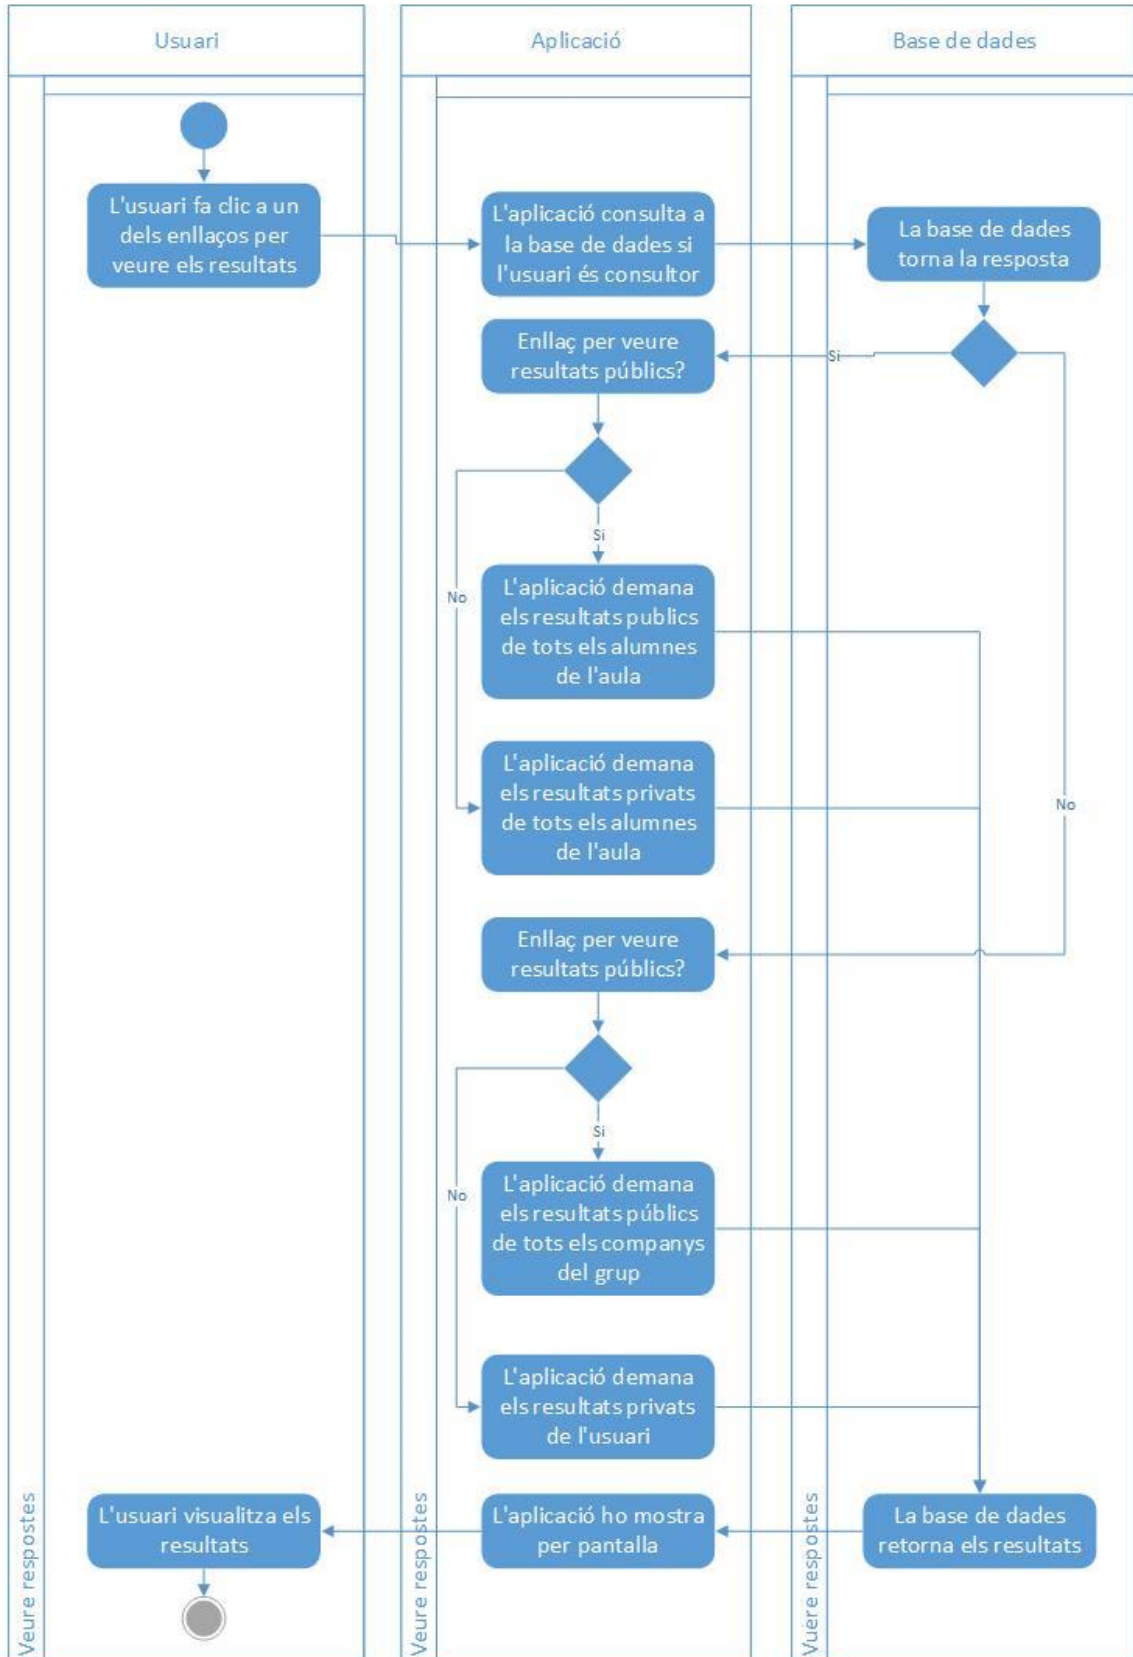 Usuari
Aplicació
Base de dades
L'usuari fa clic a un
dels enllaços per
veure els resultats
L'aplicació consulta a
la base de dades si
l'usuari és consultor
La base de dades
torna la resposta
Enllaç per veure
resultats públics?
Si
Si
No
L'aplicació demana
els resultats publics
de tots els alumnes
de l'aula
L'aplicació demana
els resultats privats
de tots els alumnes
de l'aula
No
Enllaç per veure
resultats públics?
Si
No
L'aplicació demana
els resultats públics
de tots els companys
del grup
L'aplicació demana
els resultats privats
de l'usuari
L'usuari visualitza els
resultats
L'aplicació ho mostra
per pantalla
La base de dades
retorna els resultats
Veure respostes
Veure respostes
Vuere respostes